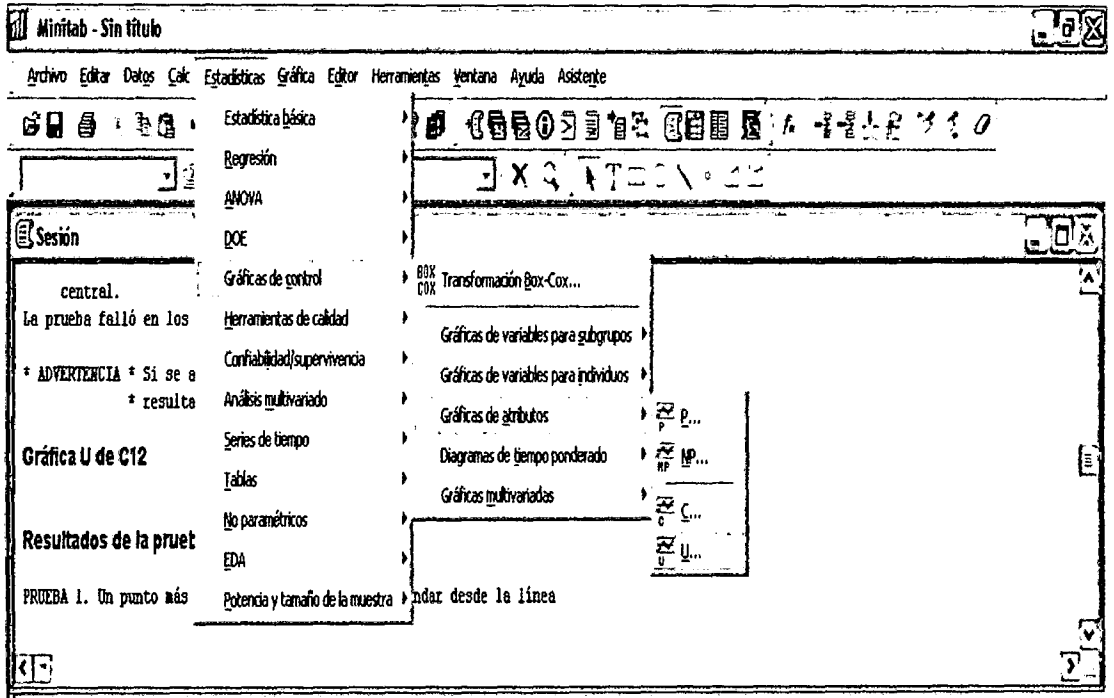 Minitab - Sin título
Archivo Editar Datos Calc Estadísticas Gráfica Editor Herramientas Ventana Ayuda Asistente
Estadística básica
Regresión
ANOVA
DOE
Gráficas de control
Herramientas de calidad
Confiabilidad/supervivencia
Análisis multivariado
Series de tiempo
Tablas
No paramétricos
EDA
Potencia y tamaño de la muestra
BOX COX Transformación Box-Cox...
Gráficas de variables para subgrupos
Gráficas de variables para individuos
Gráficas de atributos
Diagramas de tiempo ponderado
Gráficas multivariadas
P P...
NP NP...
C C...
U U...
Sesión
central.
La prueba falló en los
* ADVERTENCIA * Si se a
* resulta
Gráfica U de C12
Resultados de la prueb
PRUEBA 1. Un punto más ndar desde la línea